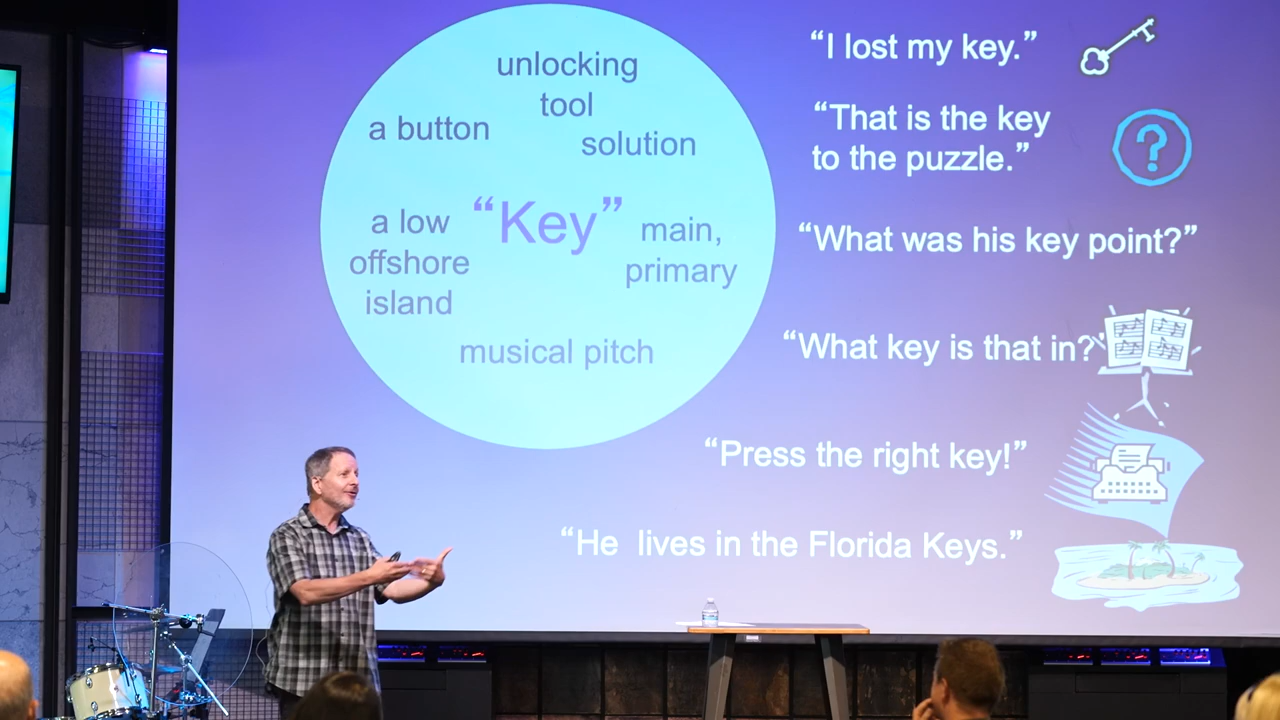 unlocking
tool
a button
solution
a low
offshore
island
“Key”
main,
primary
musical pitch
“I lost my key.”
“That is the key
to the puzzle.”
“What was his key point?”
“What key is that in?”
“Press the right key!”
“He  lives in the Florida Keys.”